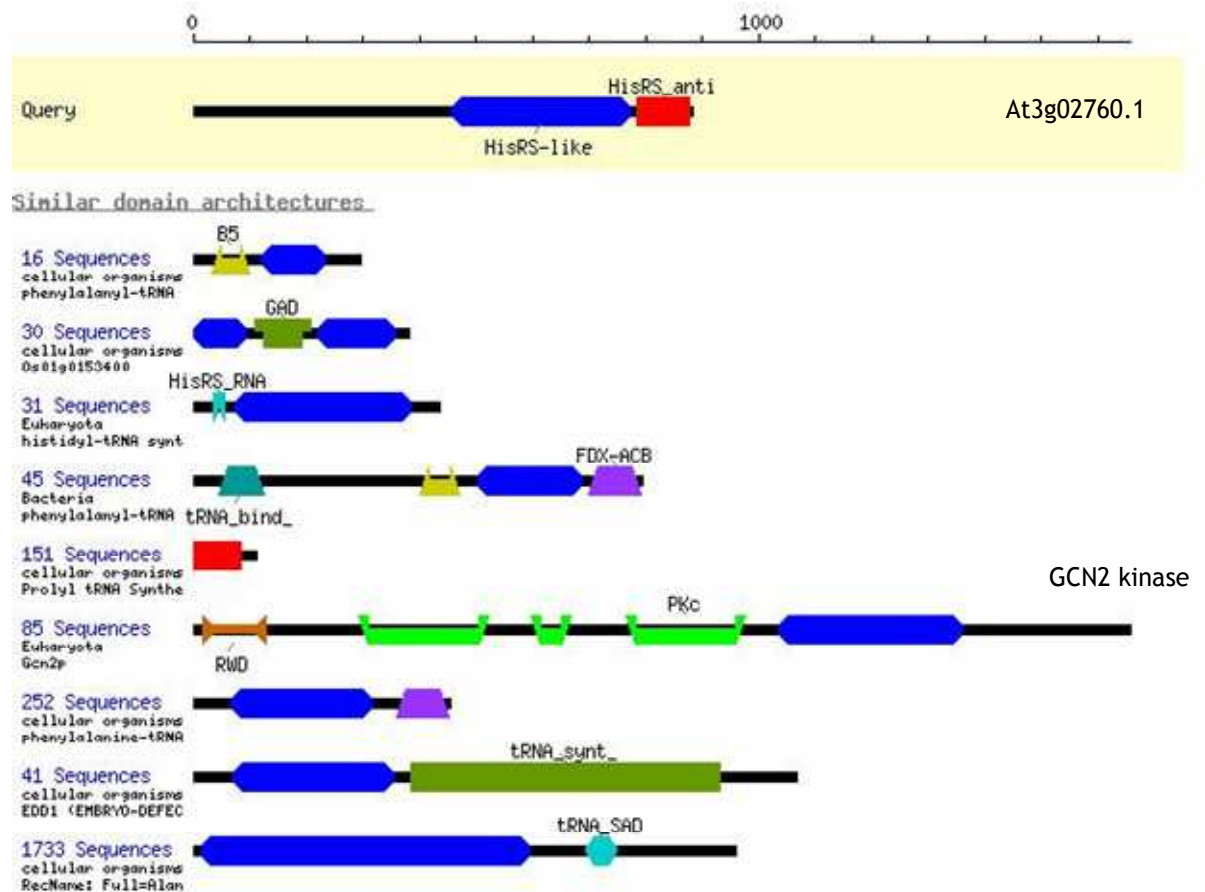 0 1000
HisRS_anti
Query At3g02760.1
HisRS-like
Similar domain architectures
B5
16 Sequences
cellular organisms
phenylalanyl-tRNA
GAD
30 Sequences
cellular organisms
Os01g0153400
HisRS_RNA
31 Sequences
Eukaryota
histidyl-tRNA synt
FDX-ACB
45 Sequences
Bacteria
phenylalanyl-tRNA
tRNA_bind_
151 Sequences
cellular organisms
Prolyl tRNA Synthe
GCN2 kinase
PKc
85 Sequences
Eukaryota
Gcn2p
RWD
252 Sequences
cellular organisms
phenylalanine-tRNA
tRNA_synt_
41 Sequences
cellular organisms
EDD1 (EMBRYO-DEFEC
tRNA_SAD
1733 Sequences
cellular organisms
RecName: Full=Alan